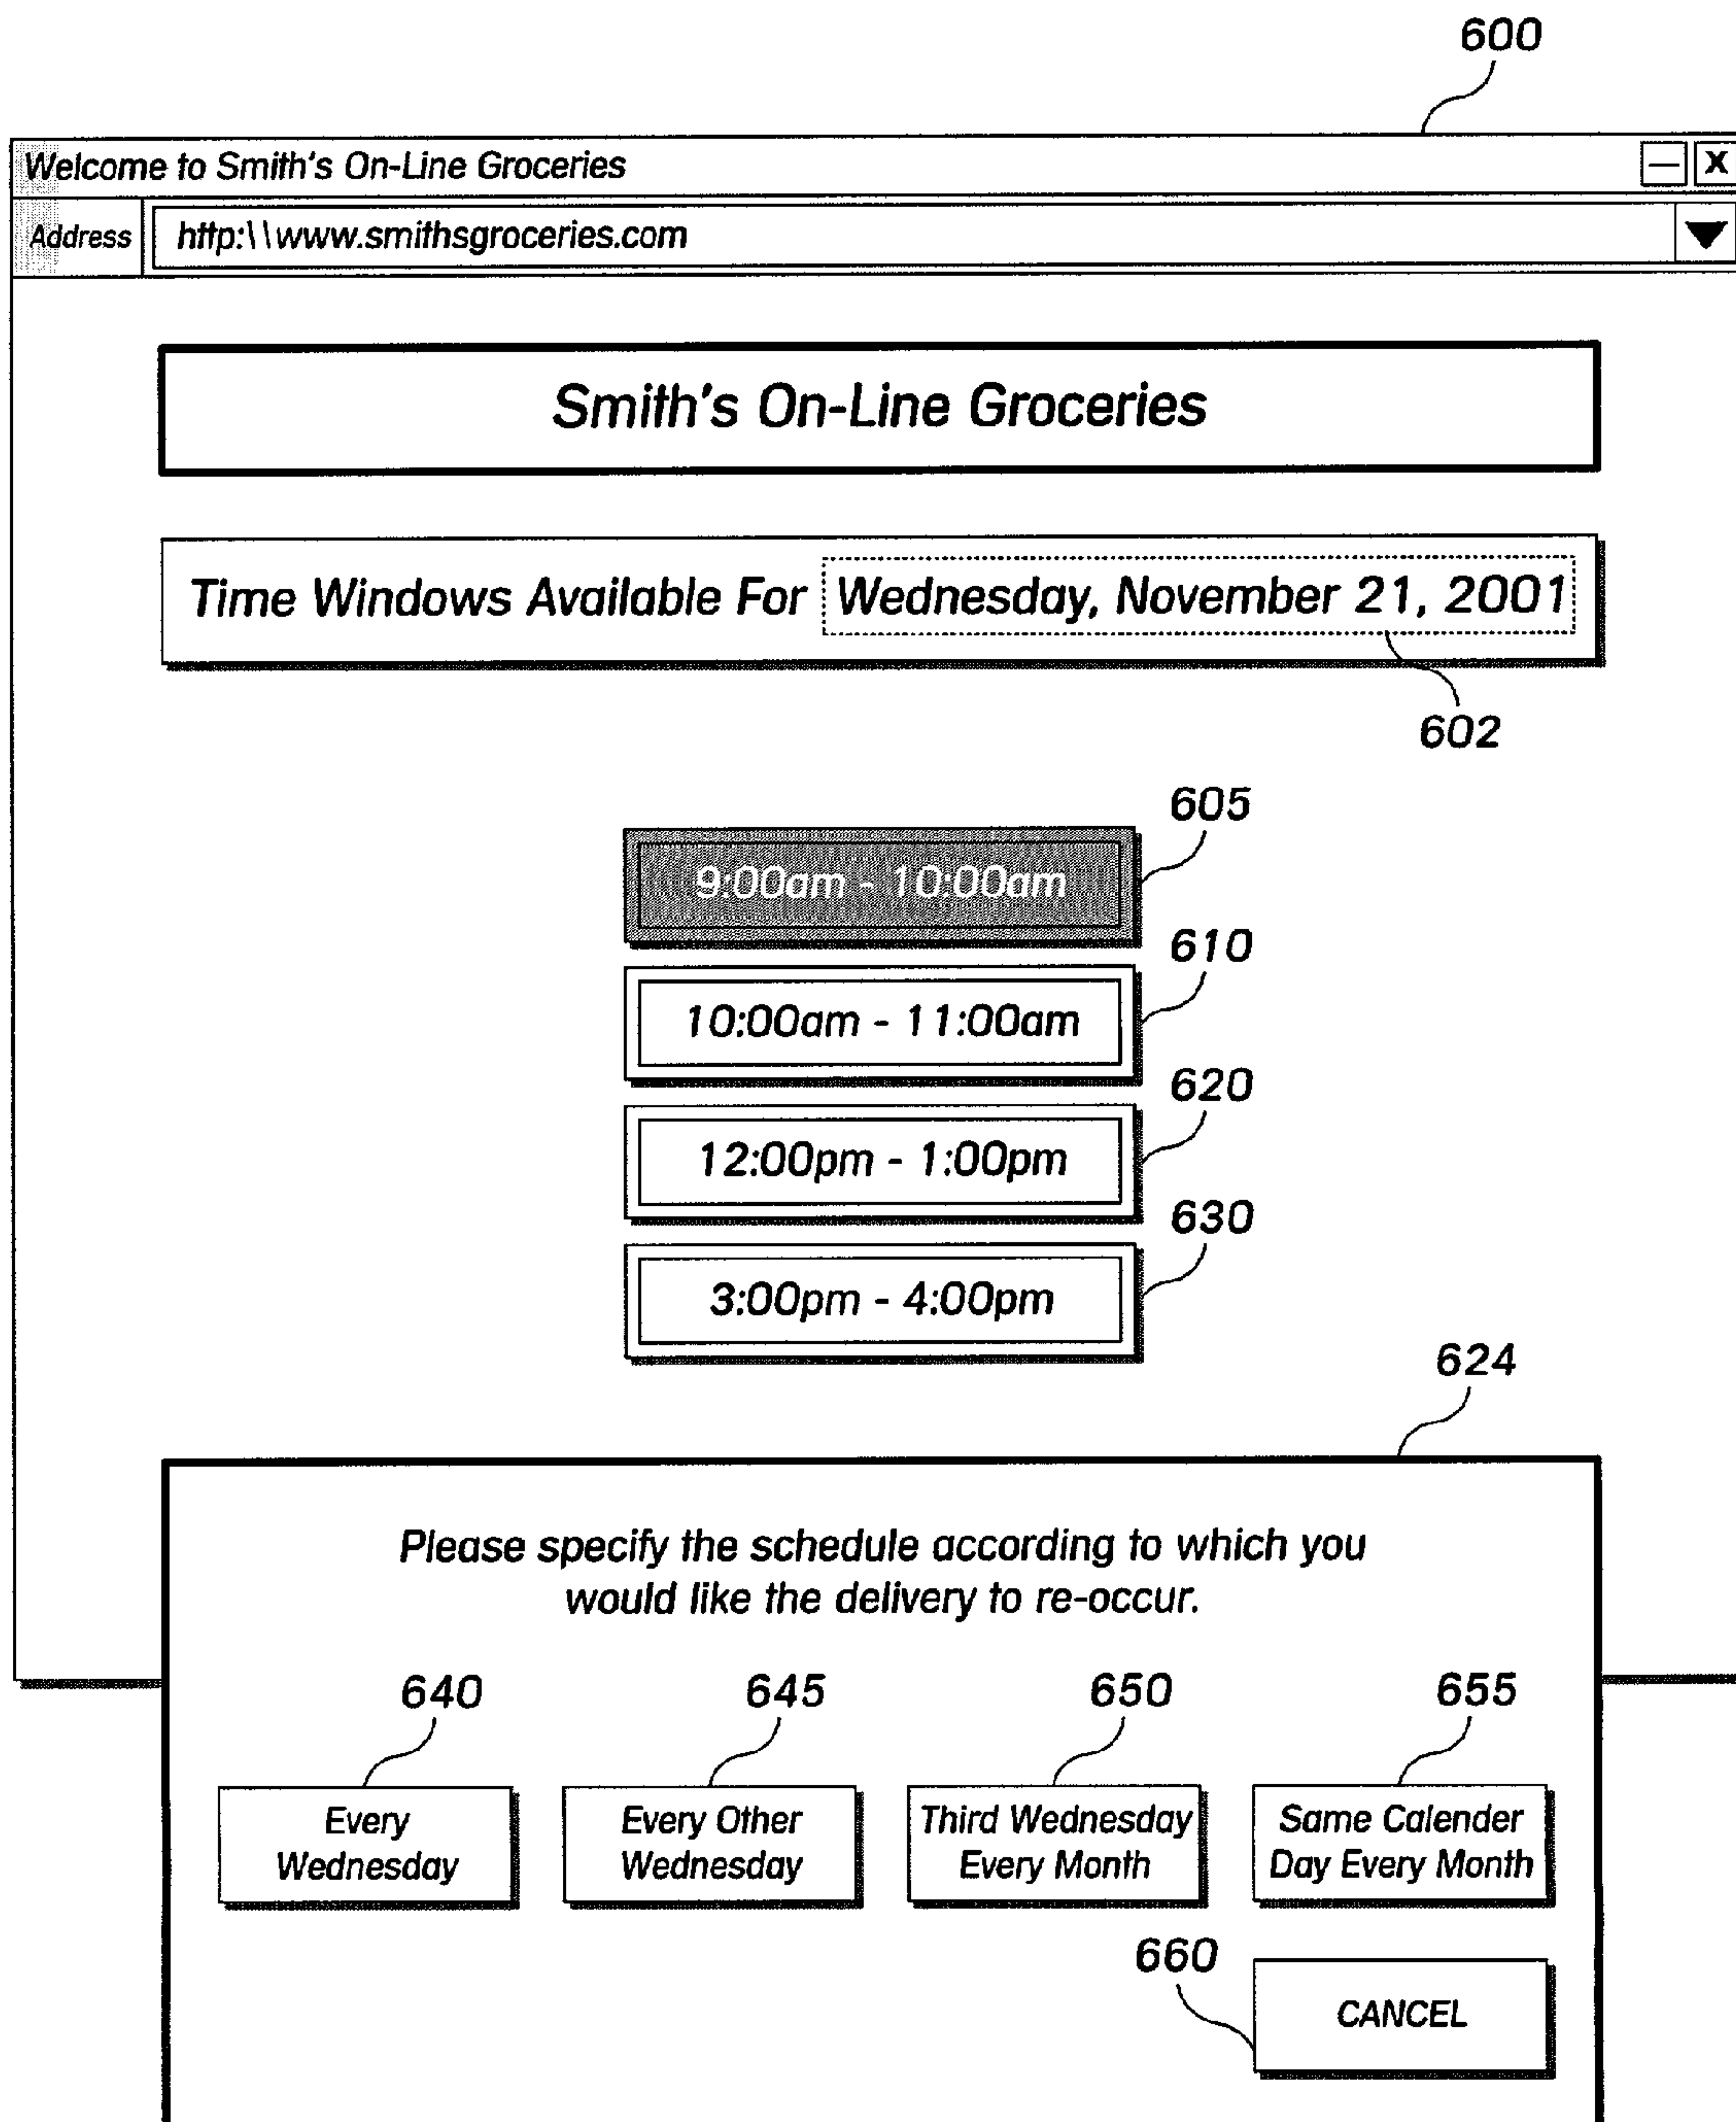 600
Welcome to Smith's On-Line Groceries
— X
Address
http:\\www.smithsgroceries.com
Smith's On-Line Groceries
Time Windows Available For Wednesday, November 21, 2001
602
605
9:00am - 10:00am
610
10:00am - 11:00am
620
12:00pm - 1:00pm
630
3:00pm - 4:00pm
624
Please specify the schedule according to which you
would like the delivery to re-occur.
640
645
650
655
Every
Wednesday
Every Other
Wednesday
Third Wednesday
Every Month
Same Calender
Day Every Month
660
CANCEL